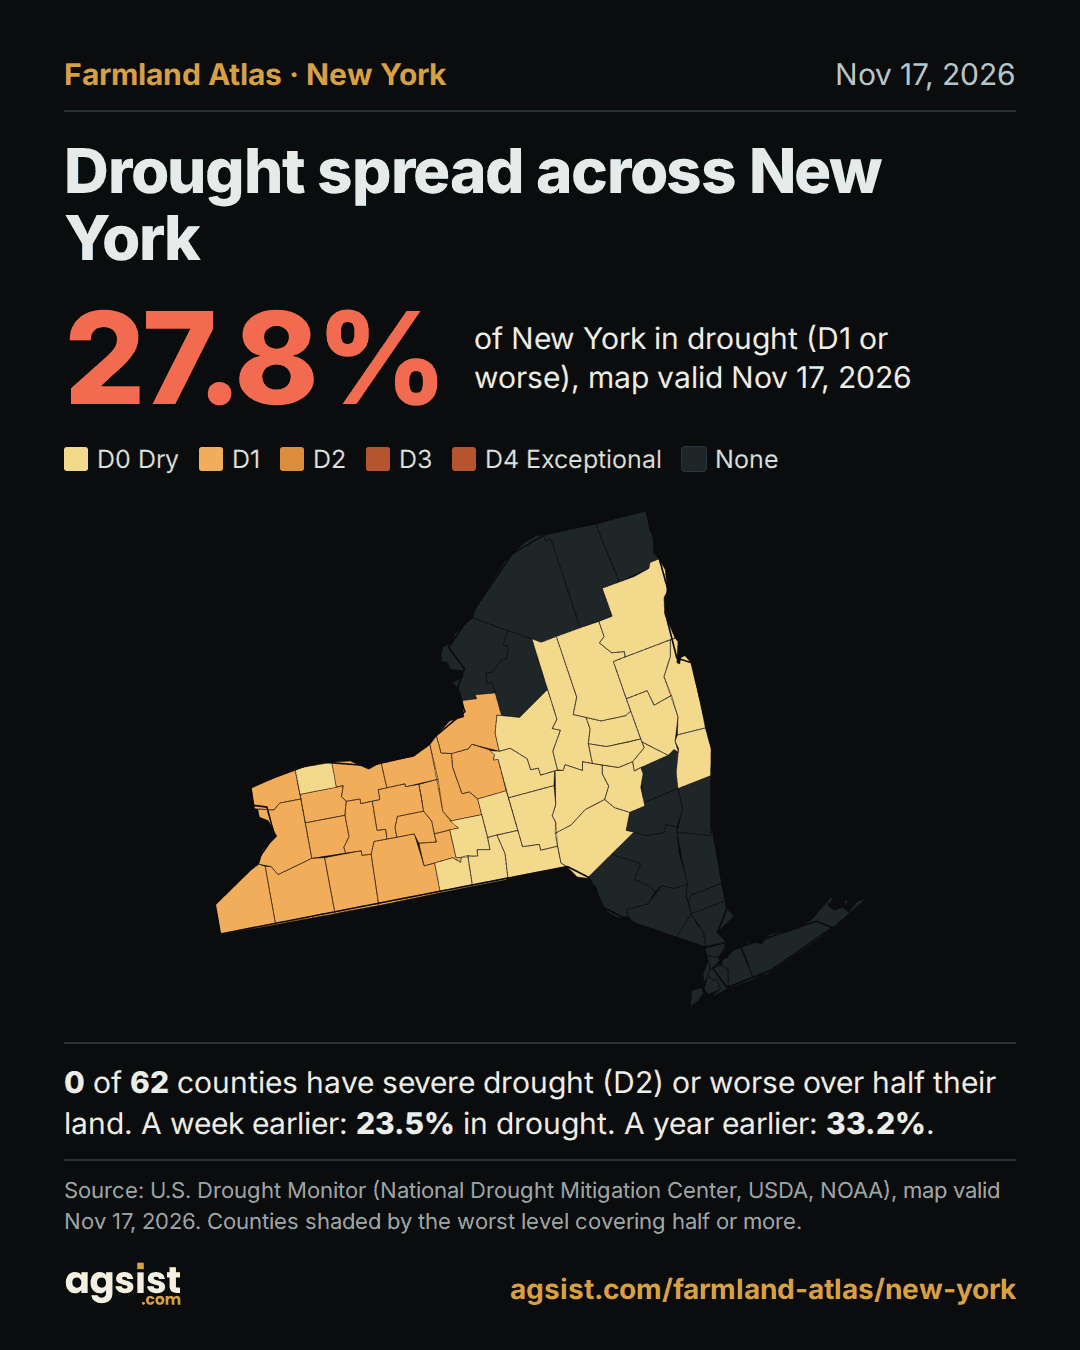 Farmland Atlas · New York
Nov 17, 2026
Drought spread across New
York
27.8%
of New York in drought (D1 or
worse), map valid Nov 17, 2026
D0 Dry D1 D2 D3 D4 Exceptional None
0 of 62 counties have severe drought (D2) or worse over half their
land. A week earlier: 23.5% in drought. A year earlier: 33.2%.
Source: U.S. Drought Monitor (National Drought Mitigation Center, USDA, NOAA), map valid
Nov 17, 2026. Counties shaded by the worst level covering half or more.
agsist
.com
agsist.com/farmland-atlas/new-york